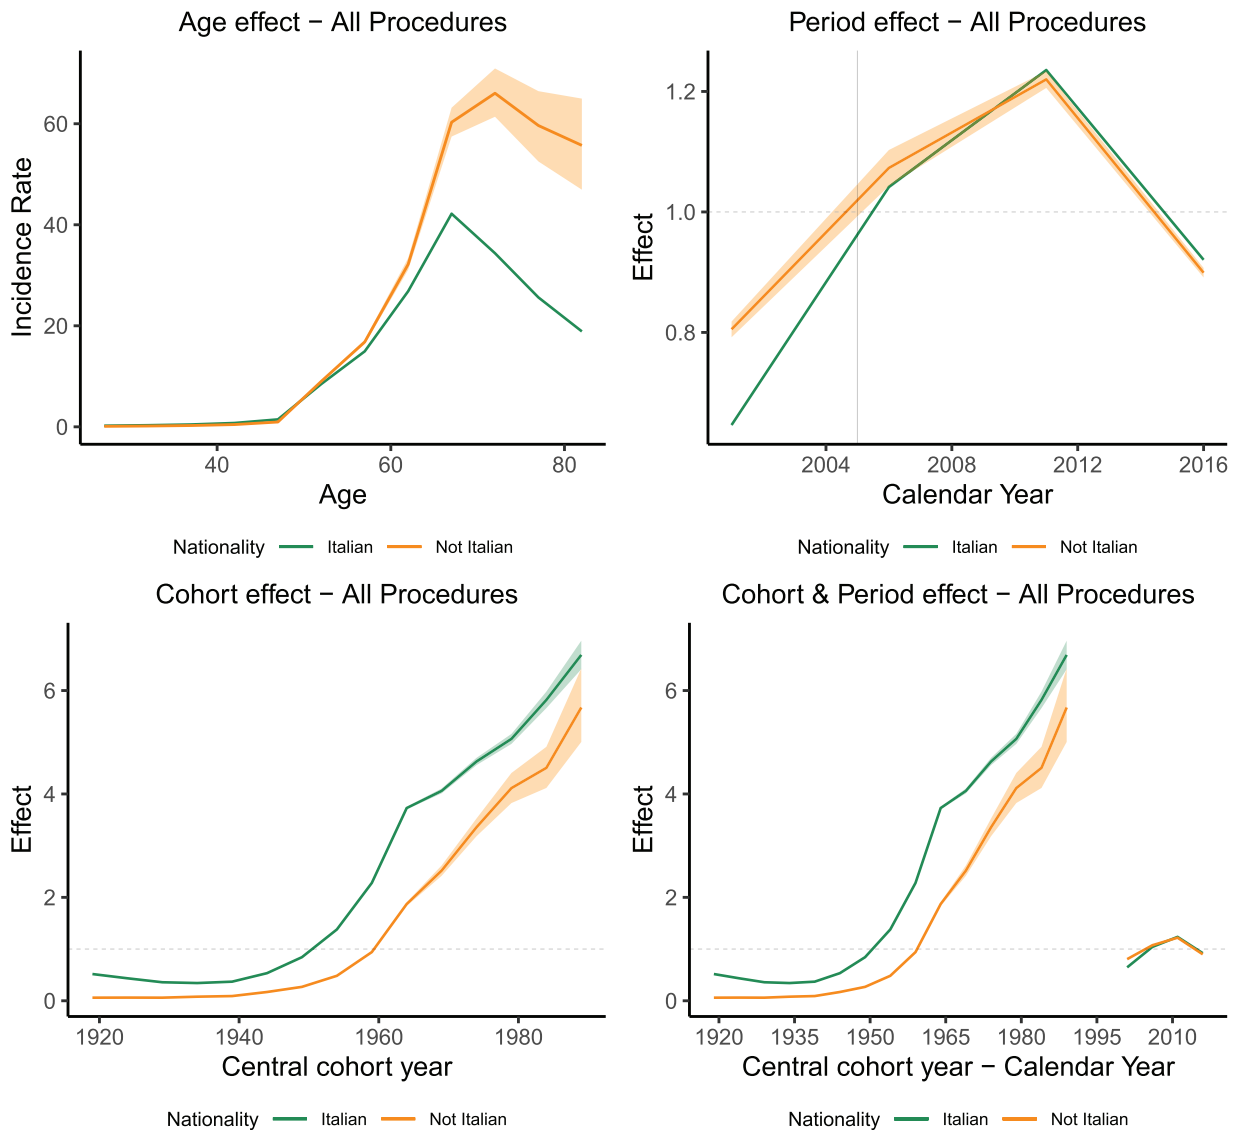 Age effect − All Procedures
Incidence Rate
60
40
20
0
40 60 80
Age
Nationality Italian Not Italian
Period effect − All Procedures
Effect
1.2
1.0
0.8
2004 2008 2012 2016
Calendar Year
Nationality Italian Not Italian
Cohort effect − All Procedures
Effect
6
4
2
0
1920 1940 1960 1980
Central cohort year
Nationality Italian Not Italian
Cohort & Period effect − All Procedures
Effect
6
4
2
0
1920 1935 1950 1965 1980 1995 2010
Central cohort year − Calendar Year
Nationality Italian Not Italian